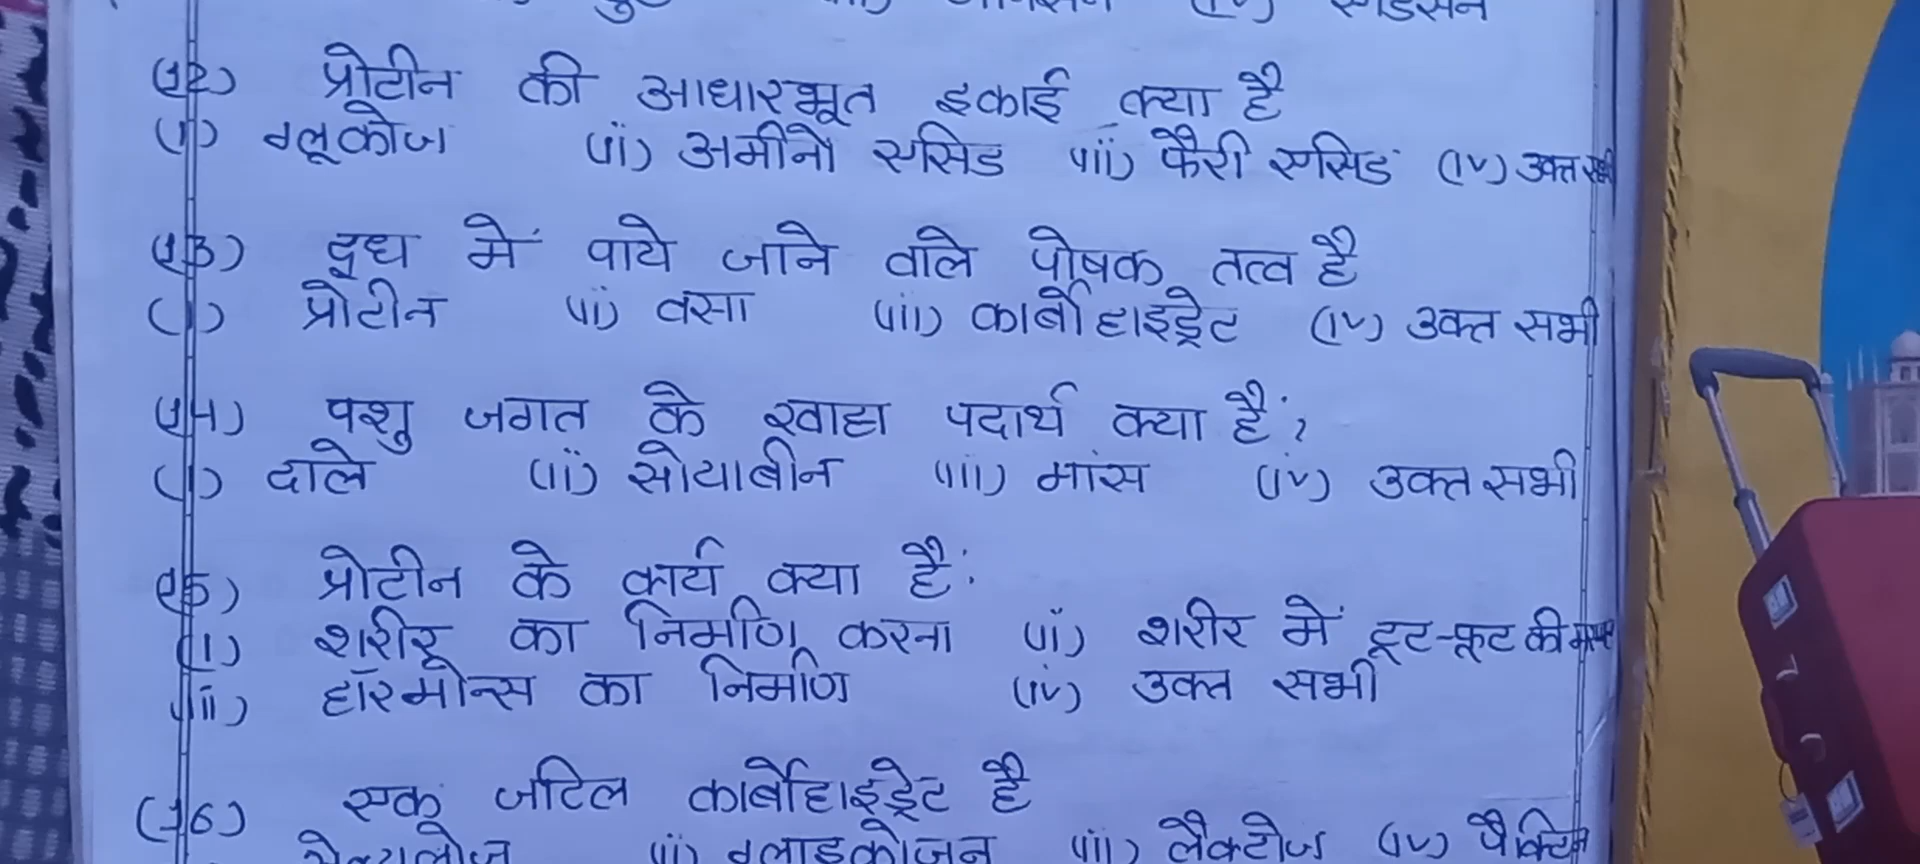 (12) प्रोटीन की आधारभूत इकाई क्या है
(i) ग्लूकोज (ii) अमीनो एसिड (iii) फैरी एसिड (iv) उक्त सभी
(13) दूध में पाये जाने वाले पोषक तत्व है
(i) प्रोटीन (ii) वसा (iii) कार्बोहाइड्रेट (iv) उक्त सभी
(14) पशु जगत के खाद्य पदार्थ क्या हैं?
(i) दाले (ii) सोयाबीन (iii) मांस (iv) उक्त सभी
(15) प्रोटीन के कार्य क्या हैं:
(i) शरीर का निर्माण करना (ii) शरीर में टूट-फूट की
(iii) हॉरमोन्स का निर्माण (iv) उक्त सभी
(16) एक जटिल कार्बोहाइड्रेट है
(ii) ग्लाइकोजन (iii) लैक्टोज (iv) पैक्टिन